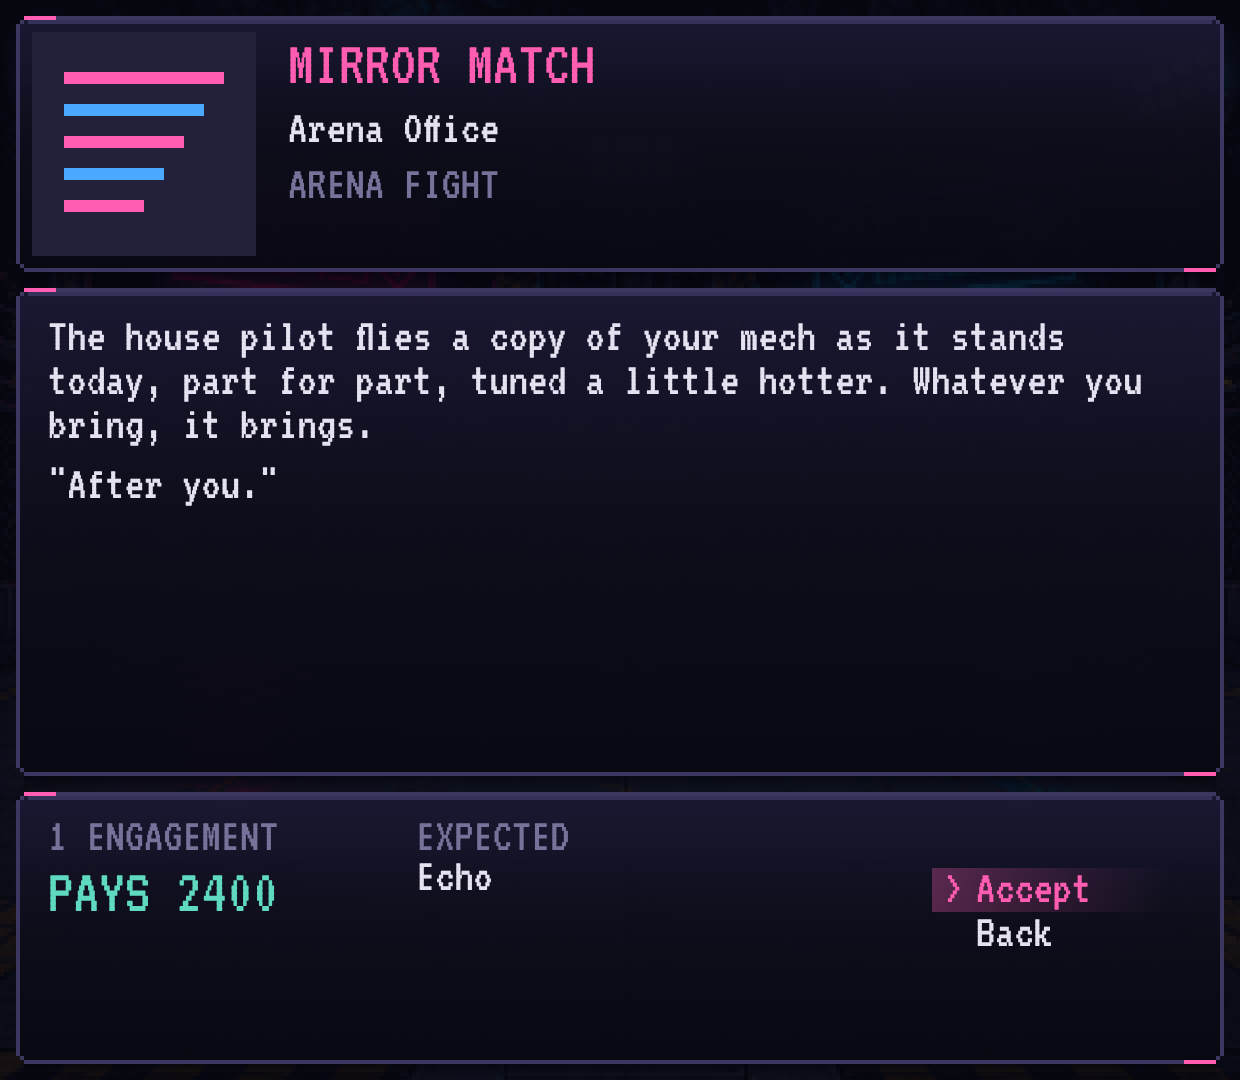 MIRROR MATCH
Arena Office
ARENA FIGHT
The house pilot flies a copy of your mech as it stands
today, part for part, tuned a little hotter. Whatever you
bring, it brings.
"After you."
1 ENGAGEMENT
PAYS 2400
EXPECTED
Echo
> Accept
Back